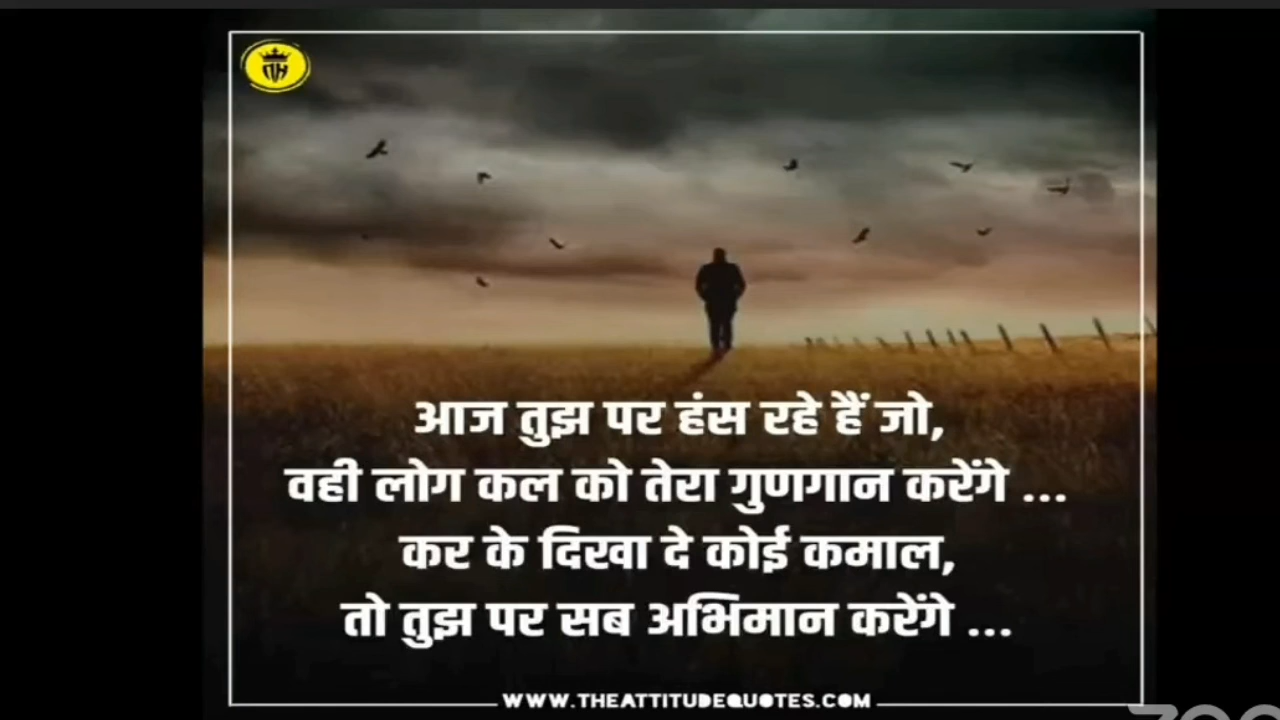 आज तुझ पर हंस रहे हैं जो,
वही लोग कल को तेरा गुणगान करेंगे ...
कर के दिखा दे कोई कमाल,
तो तुझ पर सब अभिमान करेंगे ...
WWW.THEATTITUDEQUOTES.COM